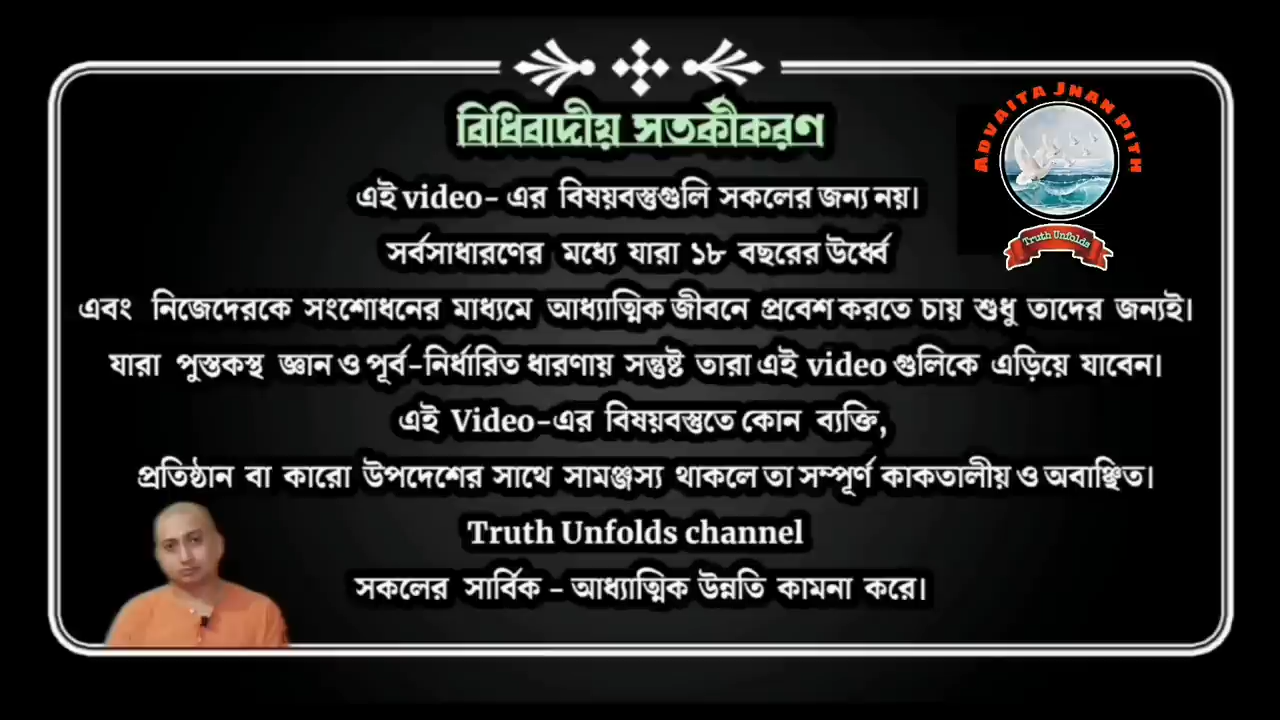 বিধিবাদীয় সতর্কীকরণ
ADVAITA JNAN PITH
Truth Unfolds
এই video- এর বিষয়বস্তুগুলি সকলের জন্য নয়।
সর্বসাধারণের মধ্যে যারা ১৮ বছরের উর্ধ্বে
এবং নিজেদেরকে সংশোধনের মাধ্যমে আধ্যাত্মিক জীবনে প্রবেশ করতে চায় শুধু তাদের জন্যই।
যারা পুস্তকস্থ জ্ঞান ও পূর্ব-নির্ধারিত ধারণায় সন্তুষ্ট তারা এই video গুলিকে এড়িয়ে যাবেন।
এই Video-এর বিষয়বস্তুতে কোন ব্যক্তি,
প্রতিষ্ঠান বা কারো উপদেশের সাথে সামঞ্জস্য থাকলে তা সম্পূর্ণ কাকতালীয় ও অবাঞ্ছিত।
Truth Unfolds channel
সকলের সার্বিক - আধ্যাত্মিক উন্নতি কামনা করে।